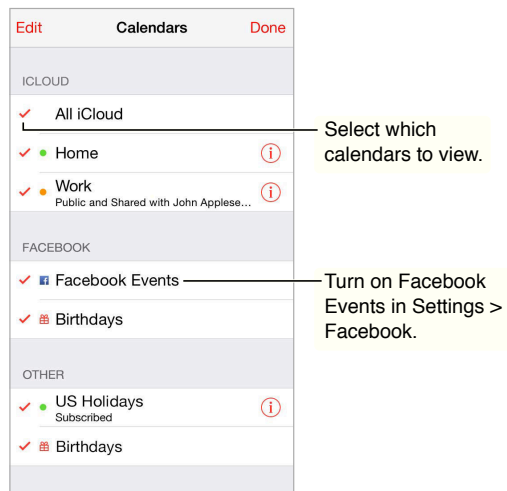 Edit Calendars Done
ICLOUD
All iCloud
Home
Work
Public and Shared with John Applese...
FACEBOOK
Facebook Events
Birthdays
OTHER
US Holidays
Subscribed
Birthdays
Select which
calendars to view.
Turn on Facebook
Events in Settings >
Facebook.